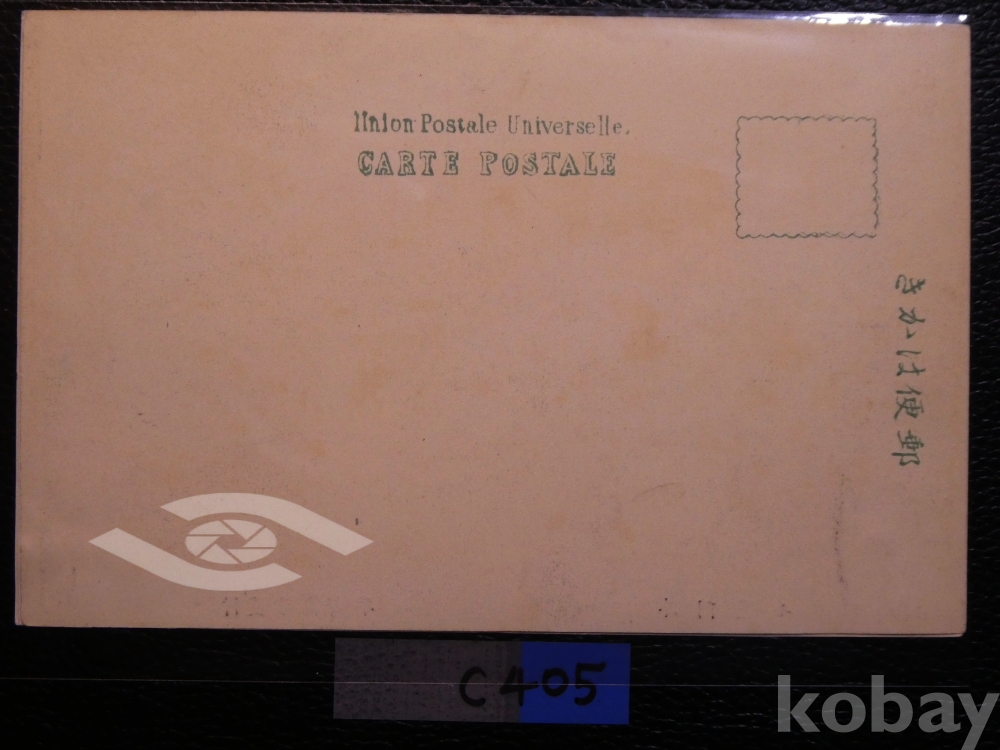 Union Postale Universelle.
CARTE POSTALE
郵便はかき
C405
kobay